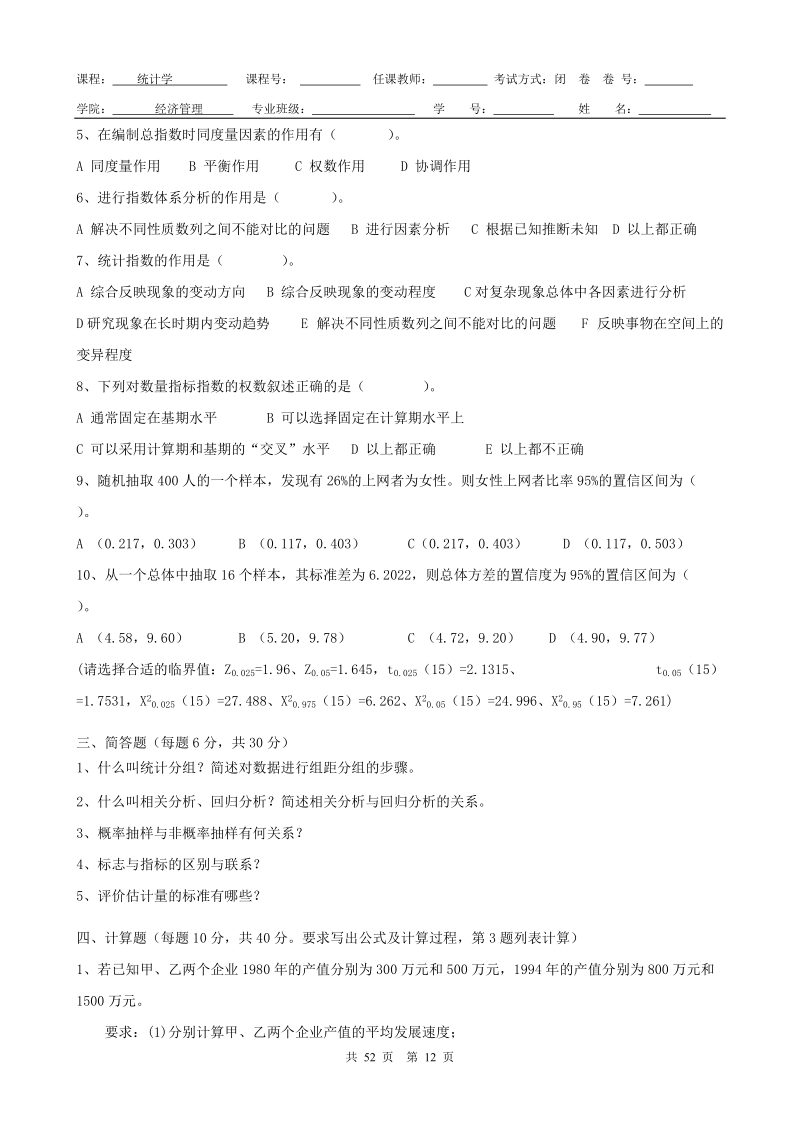 课程： 统计学 课程号： 任课教师： 考试方式：闭 卷 卷 号：
学院： 经济管理 专业班级： 学 号： 姓 名：
5、在编制总指数时同度量因素的作用有（ ）。
A 同度量作用 B 平衡作用 C 权数作用 D 协调作用
6、进行指数体系分析的作用是（ ）。
A 解决不同性质数列之间不能对比的问题 B 进行因素分析 C 根据已知推断未知 D 以上都正确
7、统计指数的作用是（ ）。
A 综合反映现象的变动方向 B 综合反映现象的变动程度 C对复杂现象总体中各因素进行分析
D研究现象在长时期内变动趋势 E 解决不同性质数列之间不能对比的问题 F 反映事物在空间上的
变异程度
8、下列对数量指标指数的权数叙述正确的是（ ）。
A 通常固定在基期水平 B 可以选择固定在计算期水平上
C 可以采用计算期和基期的“交叉”水平 D 以上都正确 E 以上都不正确
9、随机抽取 400 人的一个样本，发现有 26%的上网者为女性。则女性上网者比率 95%的置信区间为（
）。
A （0.217，0.303） B （0.117，0.403） C（0.217，0.403） D （0.117，0.503）
10、从一个总体中抽取 16 个样本，其标准差为 6.2022，则总体方差的置信度为 95%的置信区间为（
）。
A （4.58，9.60） B （5.20，9.78） C （4.72，9.20） D （4.90，9.77）
(请选择合适的临界值：Z0.025=1.96、Z0.05=1.645，t0.025（15）=2.1315、 t0.05（15）
=1.7531，X²0.025（15）=27.488、X²0.975（15）=6.262、X²0.05（15）=24.996、X²0.95（15）=7.261)
三、简答题（每题 6 分，共 30 分）
1、什么叫统计分组？简述对数据进行组距分组的步骤。
2、什么叫相关分析、回归分析？简述相关分析与回归分析的关系。
3、概率抽样与非概率抽样有何关系？
4、标志与指标的区别与联系？
5、评价估计量的标准有哪些？
四、计算题（每题 10 分，共 40 分。要求写出公式及计算过程，第 3 题列表计算）
1、若已知甲、乙两个企业 1980 年的产值分别为 300 万元和 500 万元，1994 年的产值分别为 800 万元和
1500 万元。
要求：(1)分别计算甲、乙两个企业产值的平均发展速度；
共 52 页 第 12 页